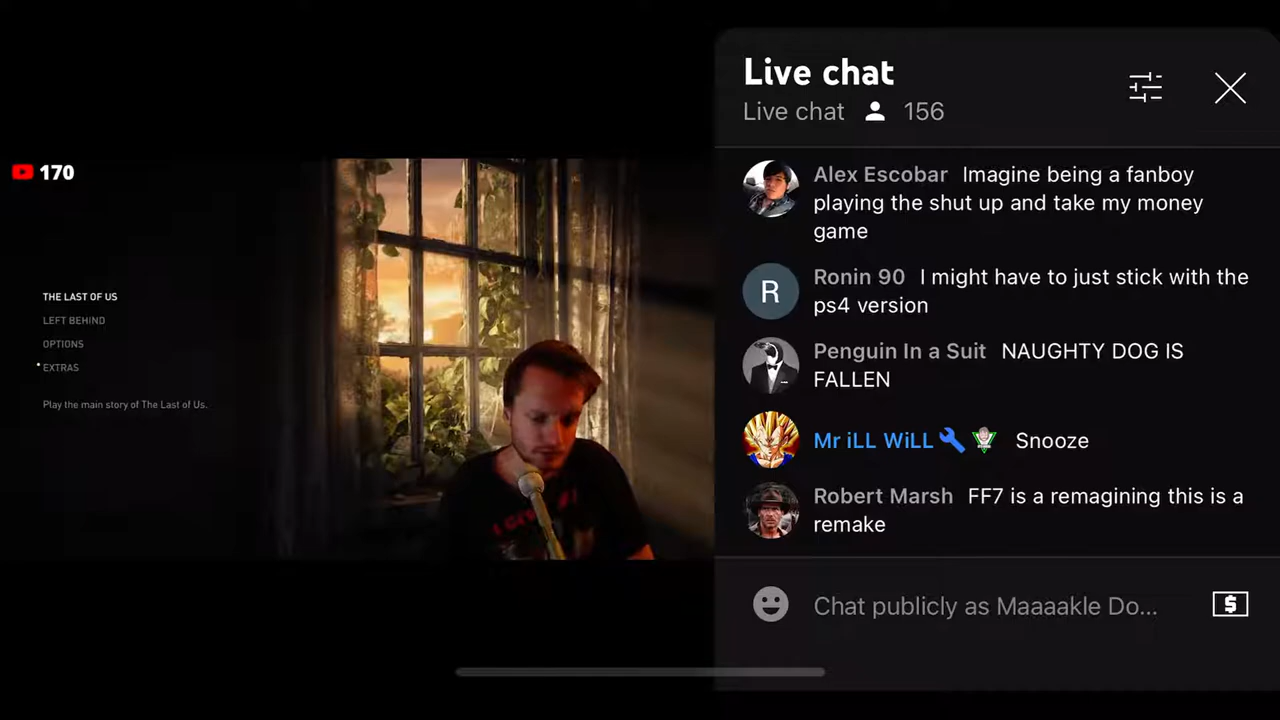 Live chat
Live chat 156
170
Alex Escobar Imagine being a fanboy
playing the shut up and take my money
game
R
Ronin 90 I might have to just stick with the
ps4 version
Penguin In a Suit NAUGHTY DOG IS
FALLEN
Mr iLL WiLL Snooze
Robert Marsh FF7 is a remagining this is a
remake
Chat publicly as Maaaakle Do...
$
THE LAST OF US
LEFT BEHIND
OPTIONS
EXTRAS
Play the main story of The Last of Us.